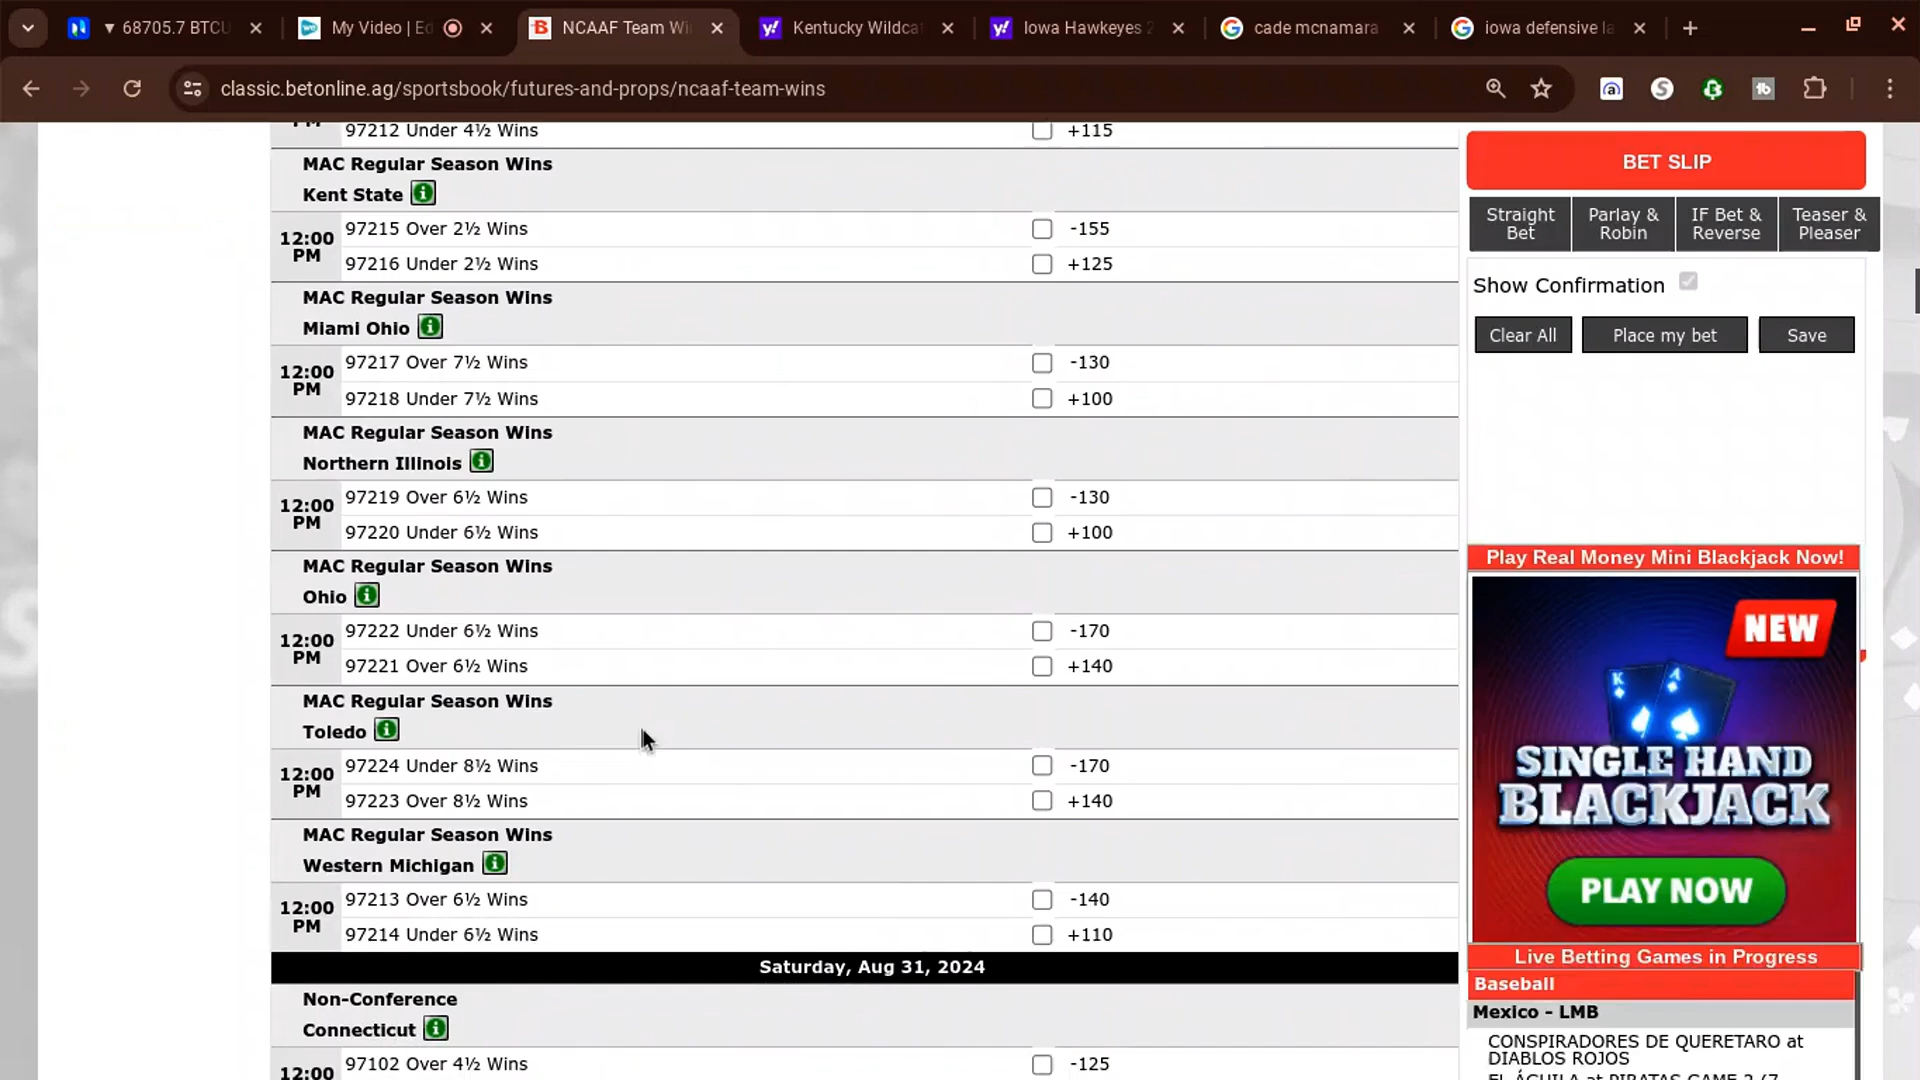 ▼ 68705.7 BTCU
My Video | Ed
NCAAF Team Wi
Kentucky Wildca
Iowa Hawkeyes 2
cade mcnamara
iowa defensive la
classic.betonline.ag/sportsbook/futures-and-props/ncaaf-team-wins
97212 Under 4½ Wins +115
MAC Regular Season Wins
Kent State
12:00 PM
97215 Over 2½ Wins -155
97216 Under 2½ Wins +125
MAC Regular Season Wins
Miami Ohio
12:00 PM
97217 Over 7½ Wins -130
97218 Under 7½ Wins +100
MAC Regular Season Wins
Northern Illinois
12:00 PM
97219 Over 6½ Wins -130
97220 Under 6½ Wins +100
MAC Regular Season Wins
Ohio
12:00 PM
97222 Under 6½ Wins -170
97221 Over 6½ Wins +140
MAC Regular Season Wins
Toledo
12:00 PM
97224 Under 8½ Wins -170
97223 Over 8½ Wins +140
MAC Regular Season Wins
Western Michigan
12:00 PM
97213 Over 6½ Wins -140
97214 Under 6½ Wins +110
Saturday, Aug 31, 2024
Non-Conference
Connecticut
12:00
97102 Over 4½ Wins -125
BET SLIP
Straight Bet
Parlay & Robin
IF Bet & Reverse
Teaser & Pleaser
Show Confirmation
Clear All
Place my bet
Save
Play Real Money Mini Blackjack Now!
NEW
K
A
SINGLE HAND
BLACKJACK
PLAY NOW
Live Betting Games in Progress
Baseball
Mexico - LMB
CONSPIRADORES DE QUERETARO at
DIABLOS ROJOS
EL ÁGUILA at PIRATAS GAME 2 (7